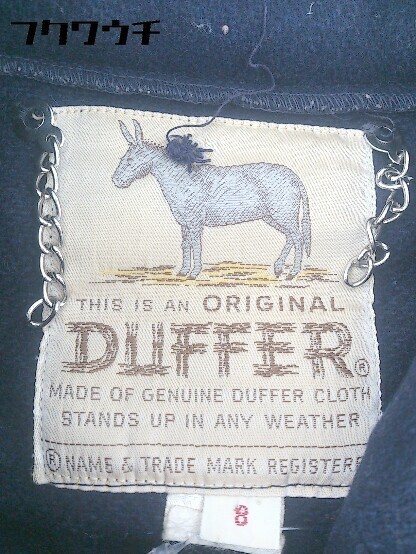 フクワウチ
THIS IS AN ORIGINAL
DUFFER®
MADE OF GENUINE DUFFER CLOTH
STANDS UP IN ANY WEATHER
® NAME & TRADE MARK REGISTERE
8